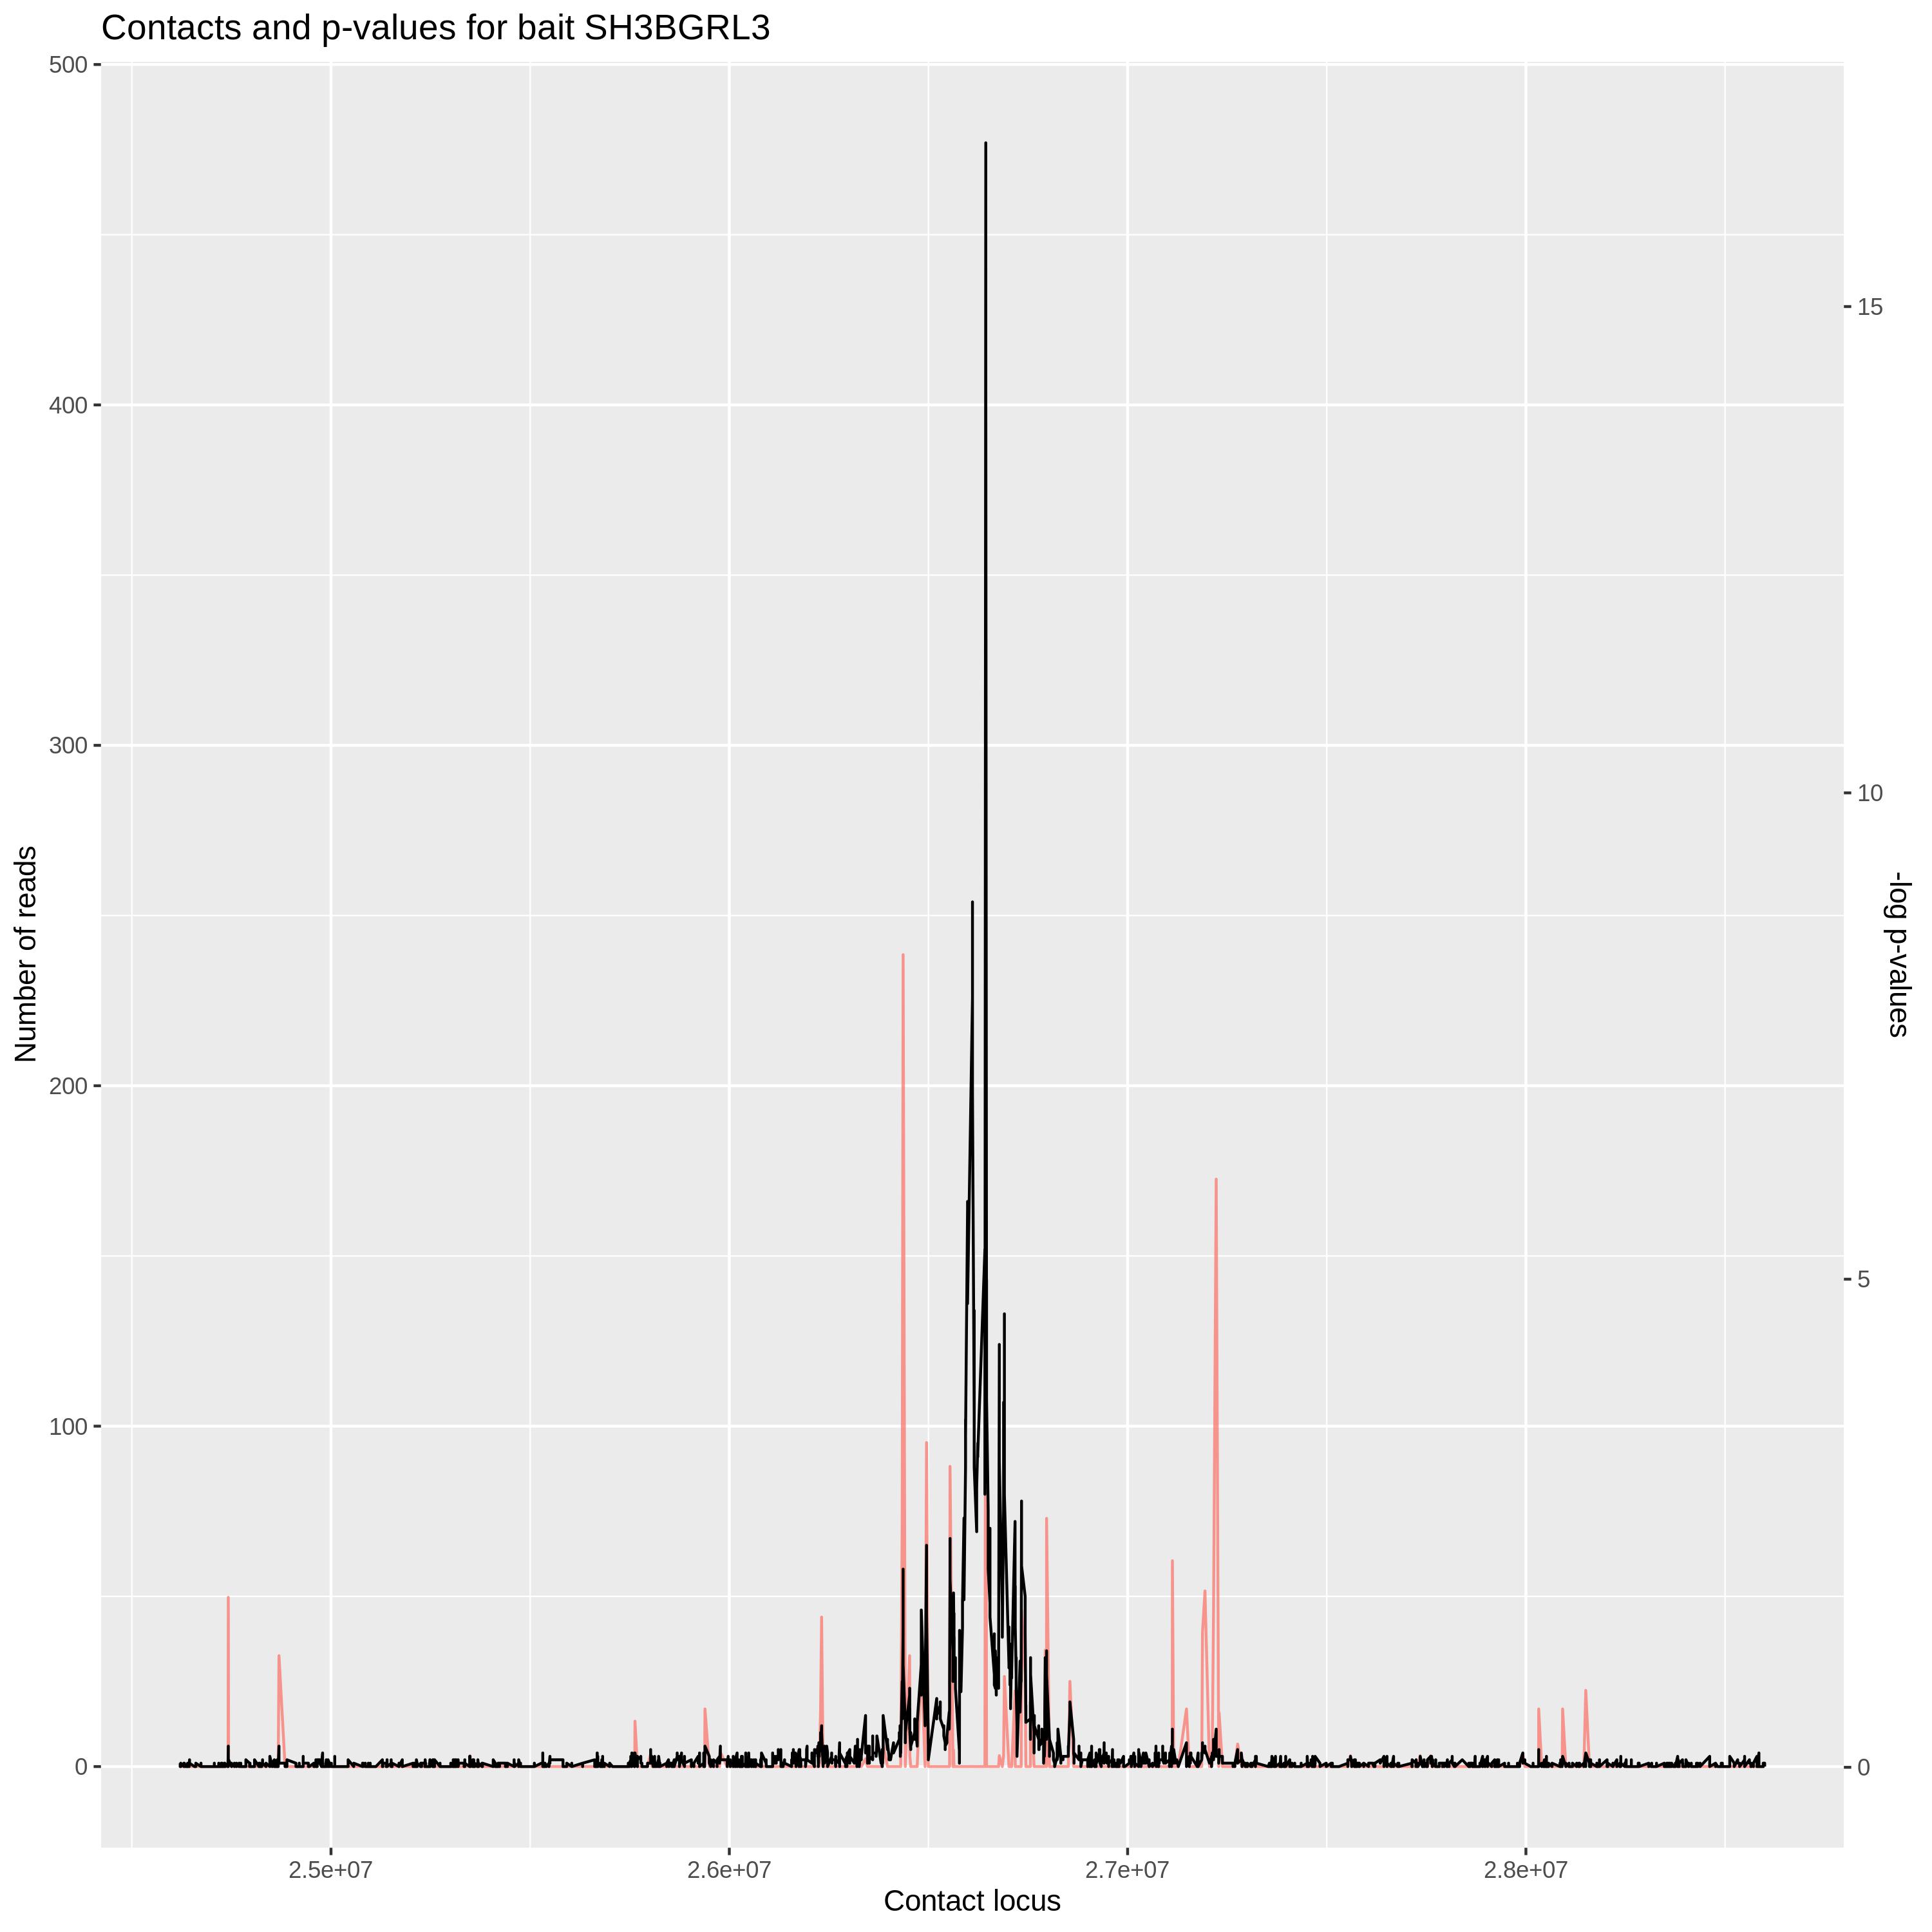 Contacts and p-values for bait SH3BGRL3
500
400
300
200
100
0
Number of reads
15
10
5
0
-log p-values
2.5e+07
2.6e+07
2.7e+07
2.8e+07
Contact locus